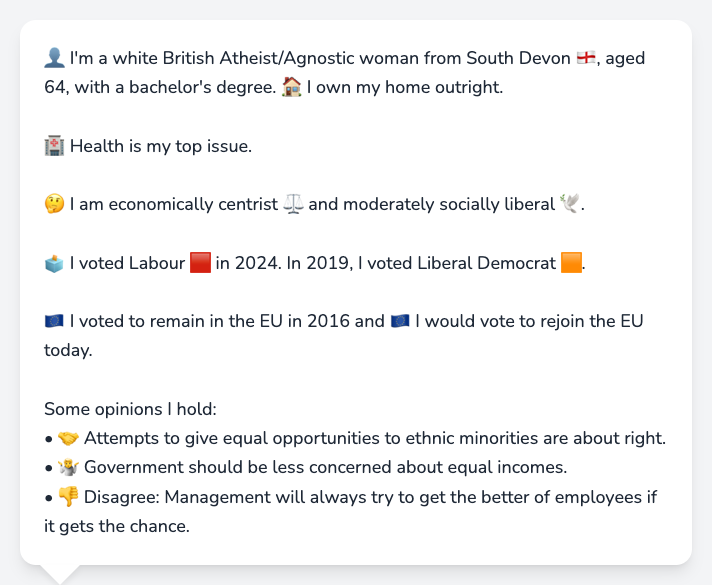 👤 I'm a white British Atheist/Agnostic woman from South Devon 🏴󠁧󠁢󠁥󠁮󠁧󠁿, aged
64, with a bachelor's degree. 🏠 I own my home outright.
🏥 Health is my top issue.
🤔 I am economically centrist ⚖️ and moderately socially liberal 🕊️.
🗳️ I voted Labour 🟥 in 2024. In 2019, I voted Liberal Democrat 🟧.
🇪🇺 I voted to remain in the EU in 2016 and 🇪🇺 I would vote to rejoin the EU
today.
Some opinions I hold:
• 🤝 Attempts to give equal opportunities to ethnic minorities are about right.
• 🤷 Government should be less concerned about equal incomes.
• 👎 Disagree: Management will always try to get the better of employees if
it gets the chance.